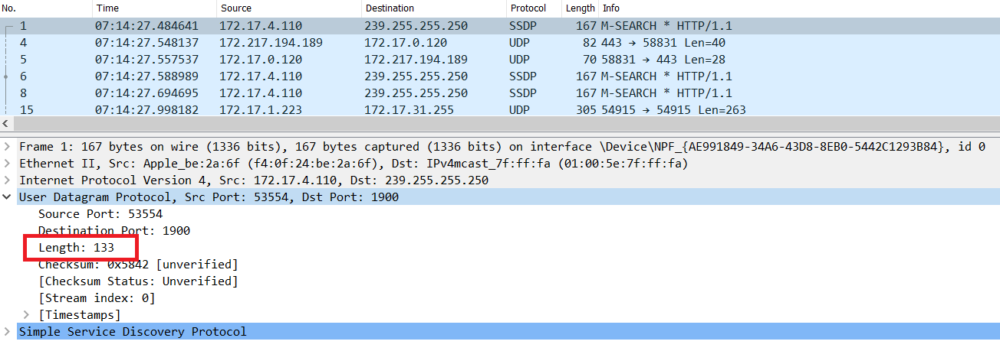 No. Time Source Destination Protocol Length Info
1 07:14:27.484641 172.17.4.110 239.255.255.250 SSDP 167 M-SEARCH * HTTP/1.1
4 07:14:27.548137 172.217.194.189 172.17.0.120 UDP 82 443 → 58831 Len=40
5 07:14:27.557537 172.17.0.120 172.217.194.189 UDP 70 58831 → 443 Len=28
6 07:14:27.588989 172.17.4.110 239.255.255.250 SSDP 167 M-SEARCH * HTTP/1.1
8 07:14:27.694695 172.17.4.110 239.255.255.250 SSDP 167 M-SEARCH * HTTP/1.1
15 07:14:27.998182 172.17.1.223 172.17.31.255 UDP 305 54915 → 54915 Len=263
Frame 1: 167 bytes on wire (1336 bits), 167 bytes captured (1336 bits) on interface \Device\NPF_{AE991849-34A6-43D8-8EB0-5442C1293B84}, id 0
Ethernet II, Src: Apple_be:2a:6f (f4:0f:24:be:2a:6f), Dst: IPv4mcast_7f:ff:fa (01:00:5e:7f:ff:fa)
Internet Protocol Version 4, Src: 172.17.4.110, Dst: 239.255.255.250
User Datagram Protocol, Src Port: 53554, Dst Port: 1900
Source Port: 53554
Destination Port: 1900
Length: 133
Checksum: 0x5842 [unverified]
[Checksum Status: Unverified]
[Stream index: 0]
[Timestamps]
Simple Service Discovery Protocol